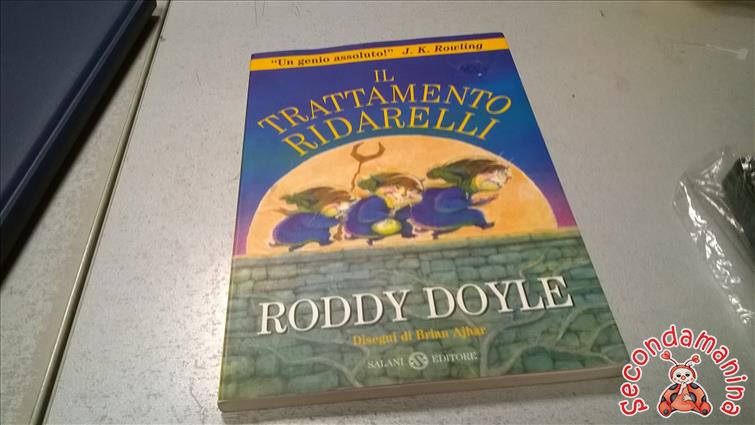 "Un genio assoluto!" J. K. Rowling
IL
TRATTAMENTO
RIDARELLI
RODDY DOYLE
Disegni di Brian Ajhar
SALANI EDITORE
Secondamanina